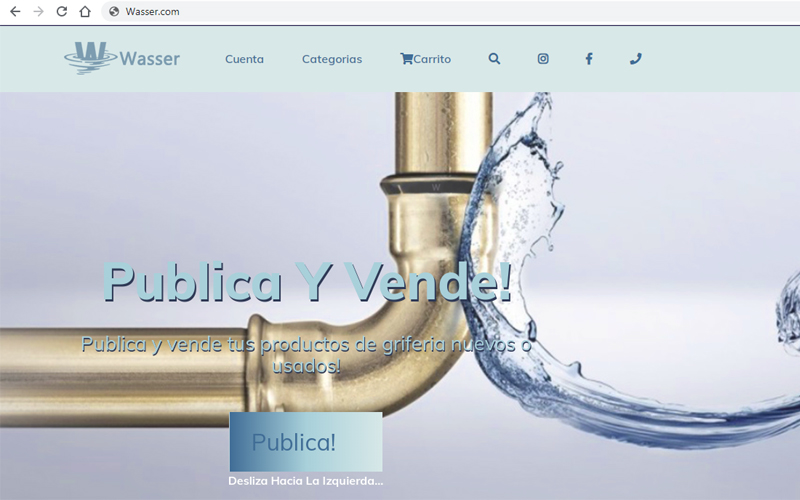 Wasser.com
W
Wasser
Cuenta
Categorias
Carrito
W
Publica Y Vende!
Publica y vende tus productos de griferia nuevos o
usados!
Publica!
Desliza Hacia La Izquierda...